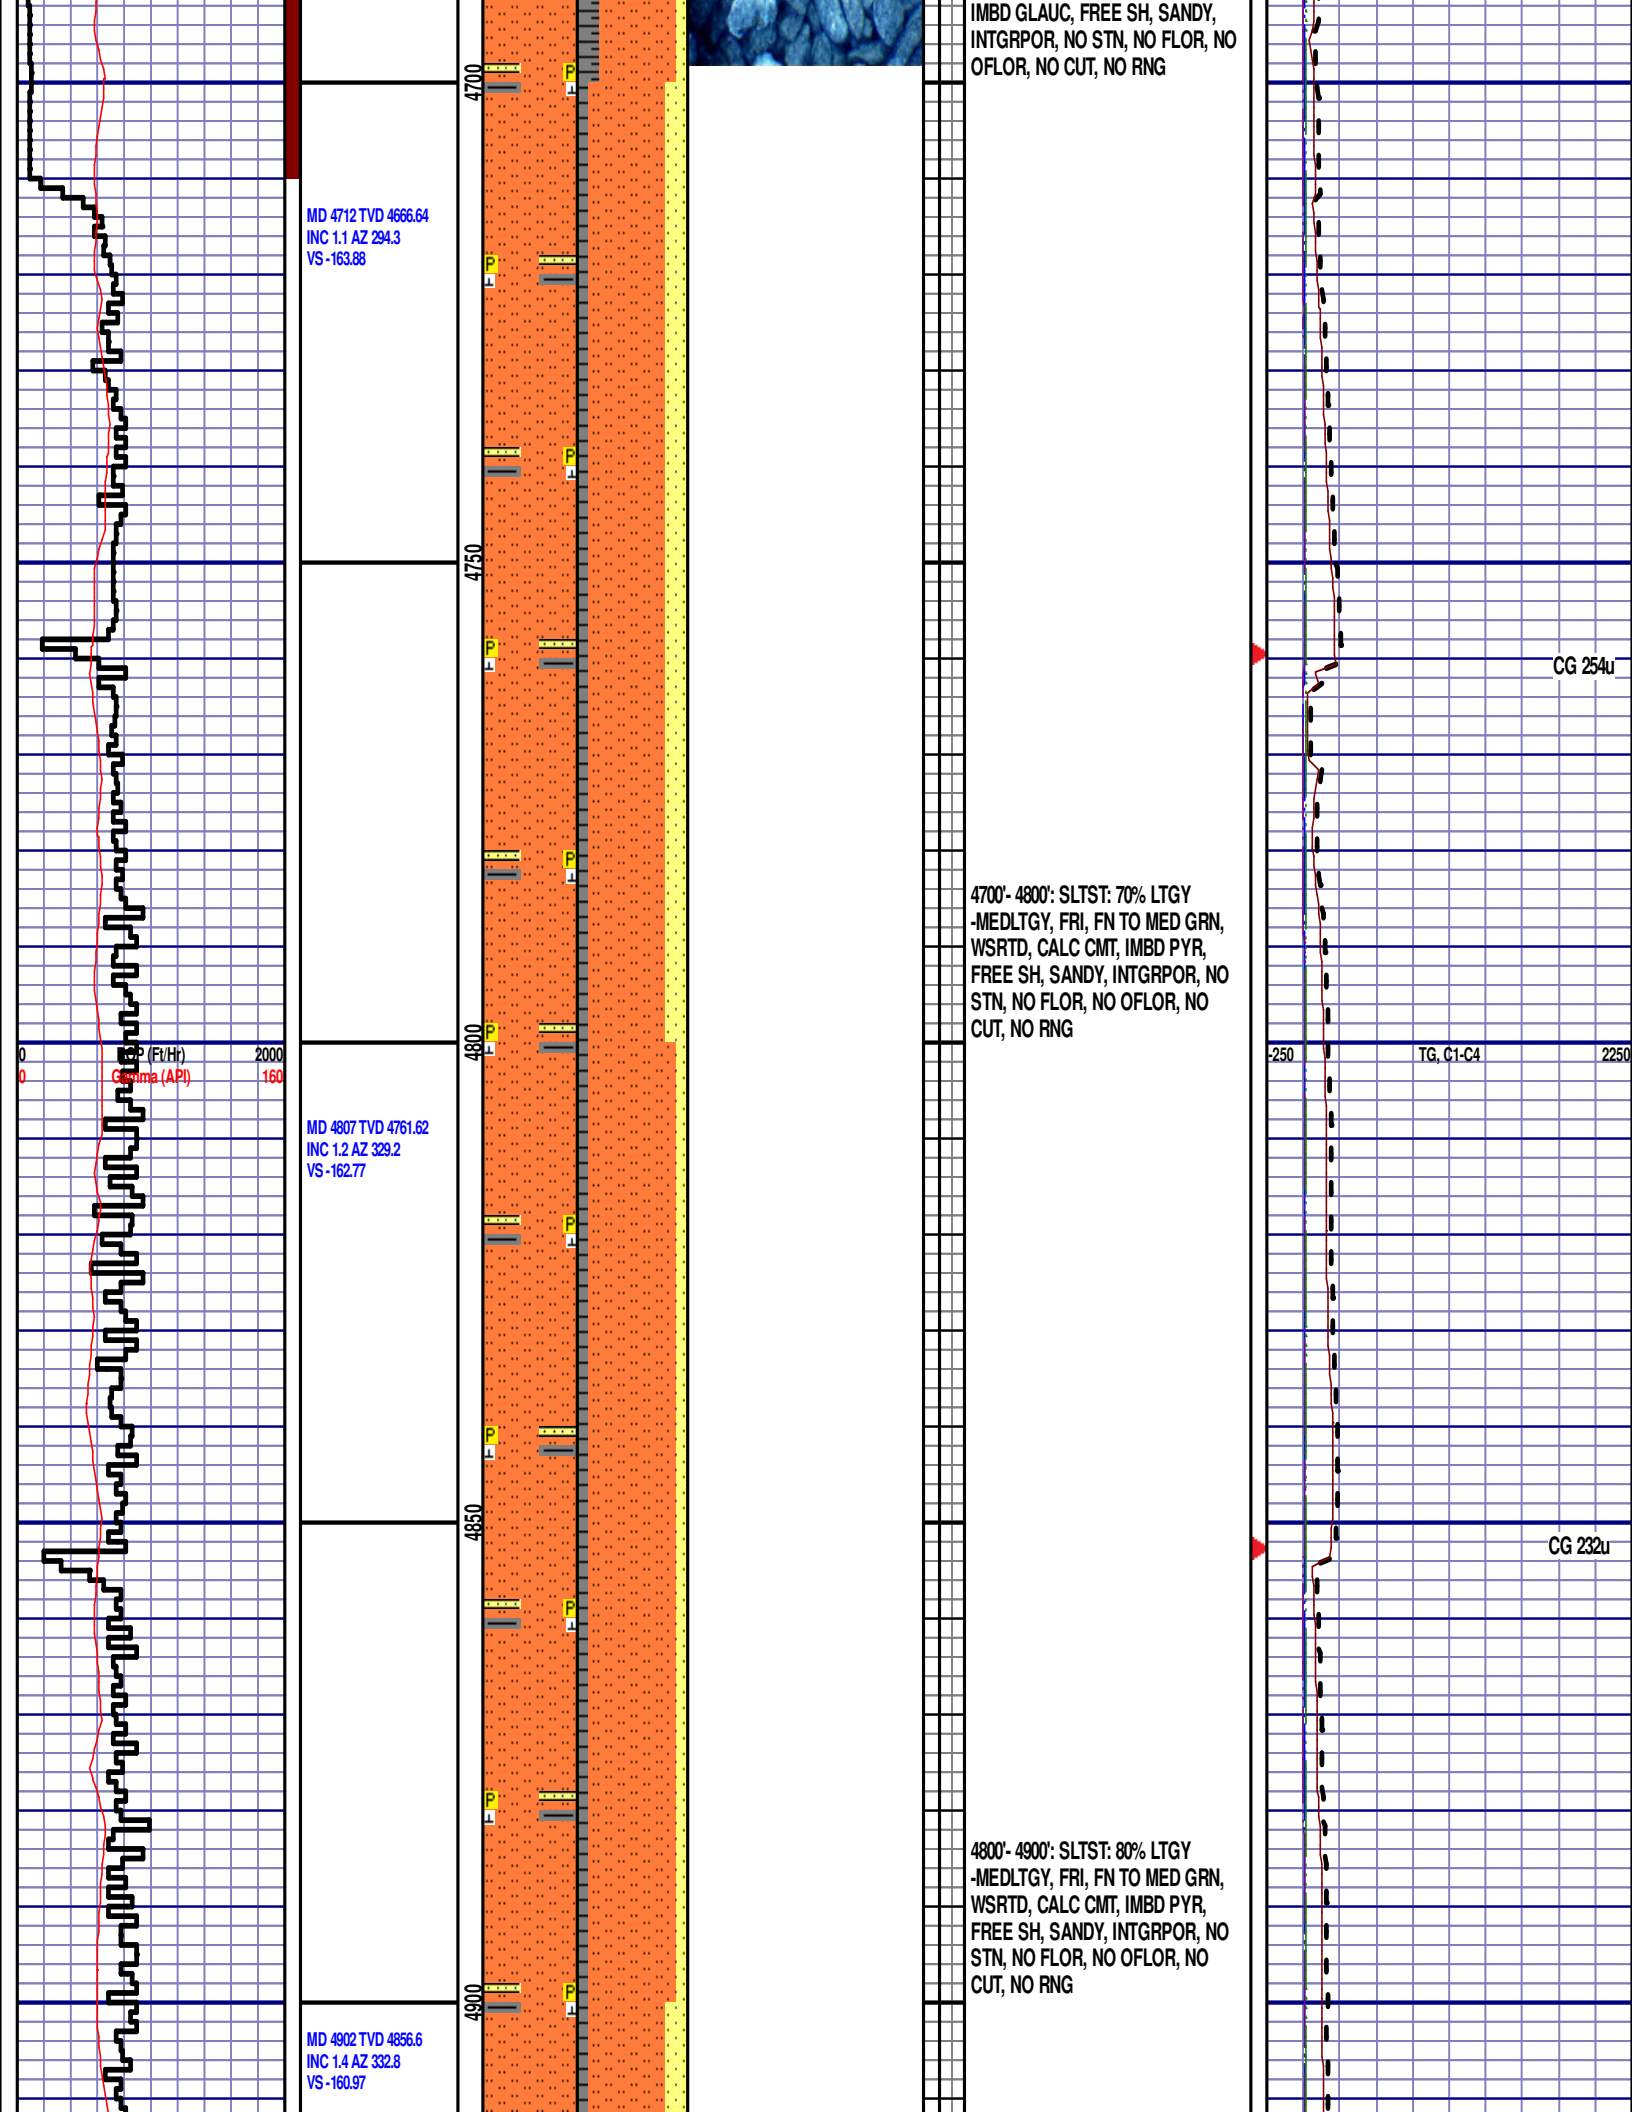 IMBD GLAUC, FREE SH, SANDY,
INTGRPOR, NO STN, NO FLOR, NO
OFLOR, NO CUT, NO RNG
4700
P
MD 4712 TVD 4666.64
INC 1.1 AZ 294.3
VS -163.88
P
P
4750
P
CG 254u
P
4700'- 4800': SLTST: 70% LTGY
-MEDLTGY, FRI, FN TO MED GRN,
WSRTD, CALC CMT, IMBD PYR,
FREE SH, SANDY, INTGRPOR, NO
STN, NO FLOR, NO OFLOR, NO
CUT, NO RNG
4800
P
0 (Ft/Hr) 2000
0 Gamma (API) 160
-250 TG, C1-C4 2250
MD 4807 TVD 4761.62
INC 1.2 AZ 329.2
VS -162.77
P
P
4850
CG 232u
P
P
4800'- 4900': SLTST: 80% LTGY
-MEDLTGY, FRI, FN TO MED GRN,
WSRTD, CALC CMT, IMBD PYR,
FREE SH, SANDY, INTGRPOR, NO
STN, NO FLOR, NO OFLOR, NO
CUT, NO RNG
4900
P
MD 4902 TVD 4856.6
INC 1.4 AZ 332.8
VS -160.97